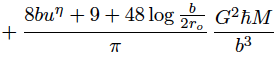 + \frac{8bu^{\eta} + 9 + 48 \log \frac{b}{2r_o}}{\pi} \frac{G^2 \hbar M}{b^3}